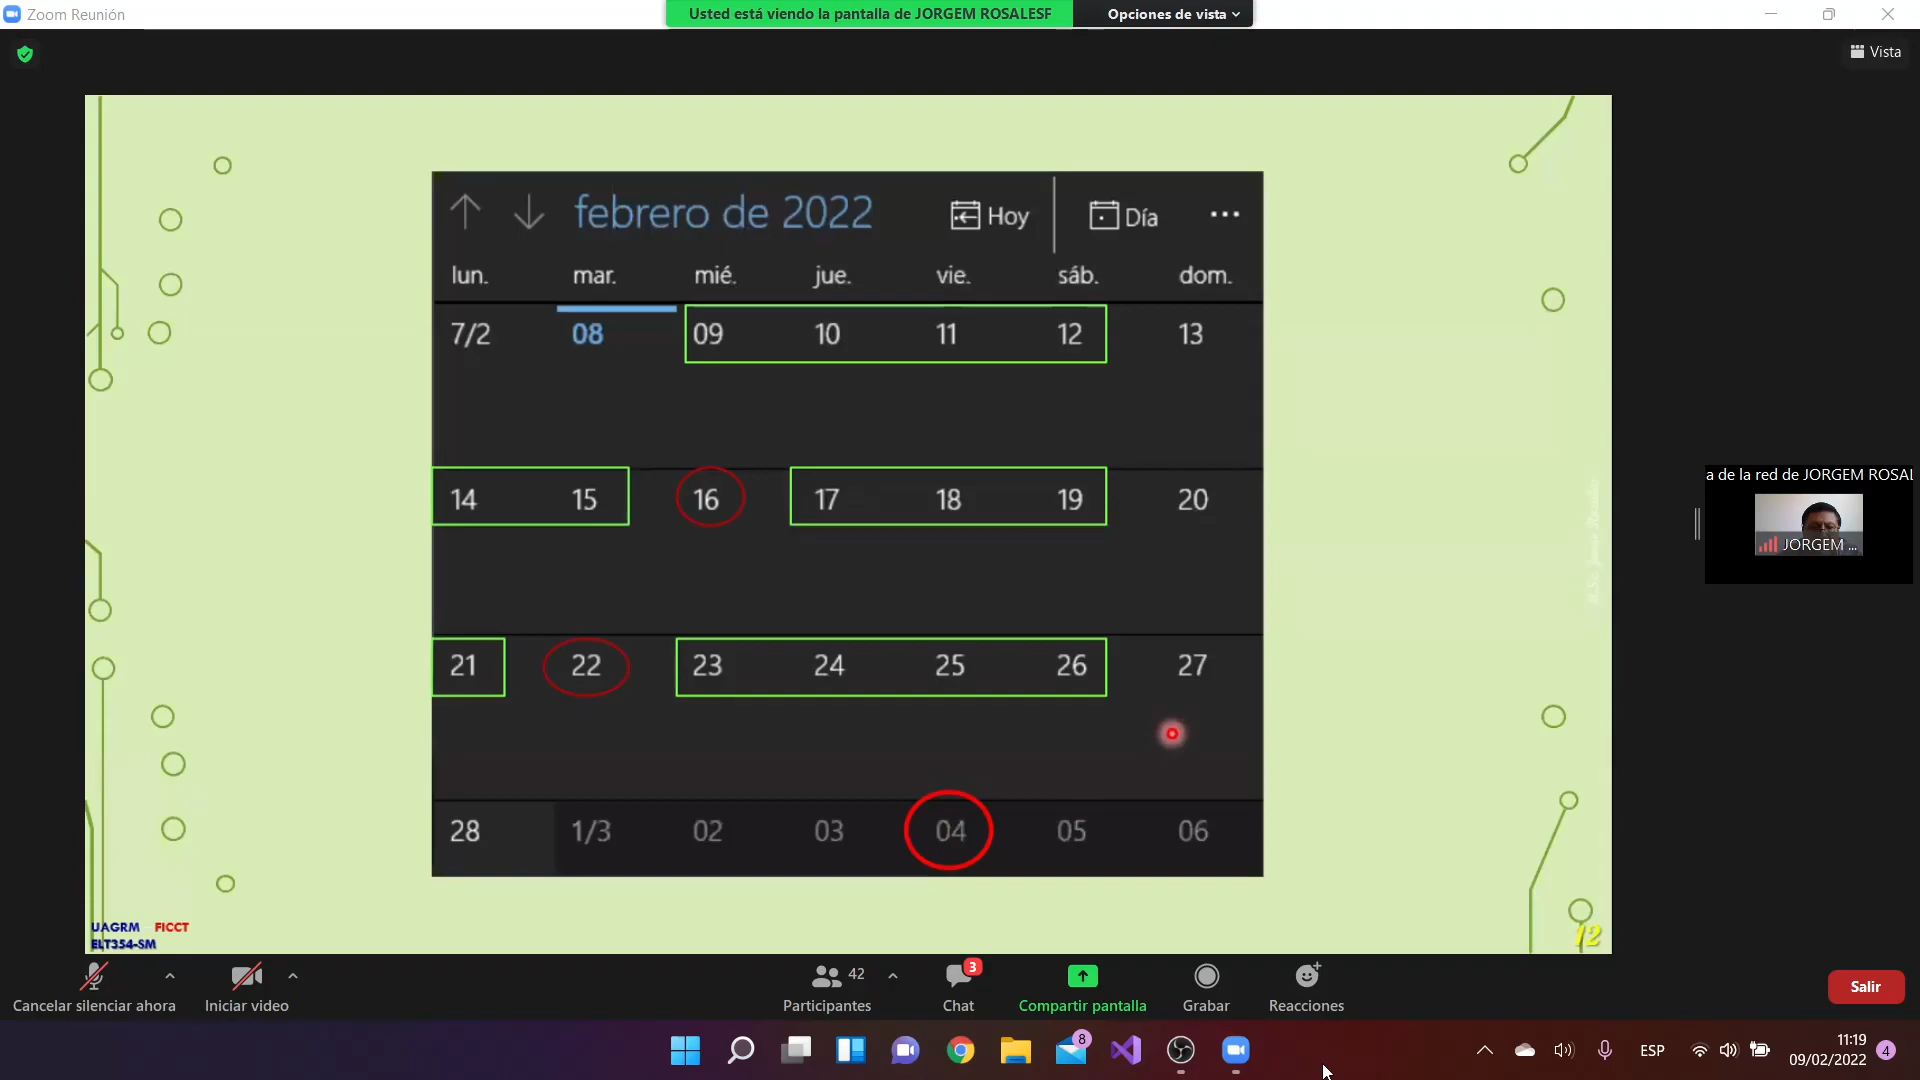 Zoom Reunión
Usted está viendo la pantalla de JORGEM ROSALESF
Opciones de vista
Vista
febrero de 2022
Hoy
Día
lun. mar. mié. jue. vie. sáb. dom.
7/2 08 09 10 11 12 13
14 15 16 17 18 19 20
21 22 23 24 25 26 27
28 1/3 02 03 04 05 06
a de la red de JORGEM ROSAL
JORGEM ...
UAGRM FICCT
ELT354-SM
12
Cancelar silenciar ahora
Iniciar video
42
Participantes
3
Chat
Compartir pantalla
Grabar
Reacciones
Salir
8
ESP
11:19
09/02/2022
4